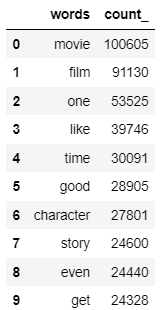 words count_
0 movie 100605
1 film 91130
2 one 53525
3 like 39746
4 time 30091
5 good 28905
6 character 27801
7 story 24600
8 even 24440
9 get 24328